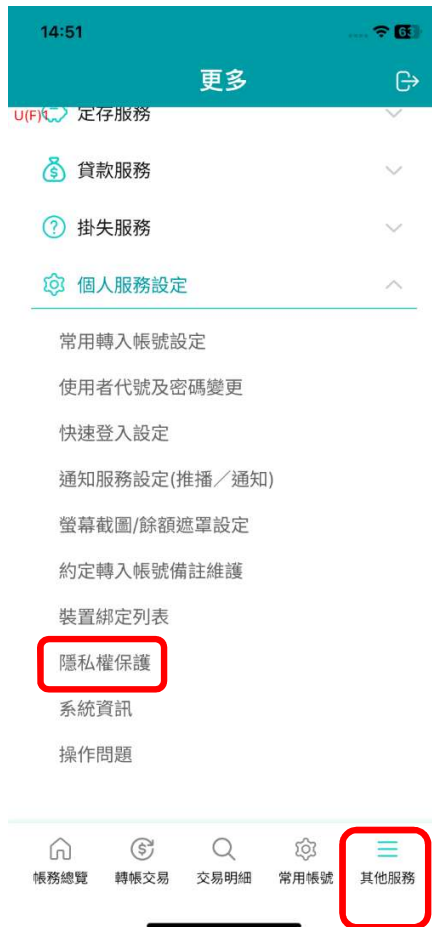 14:51
63
更多
U(F)1
定存服務
貸款服務
掛失服務
個人服務設定
常用轉入帳號設定
使用者代號及密碼變更
快速登入設定
通知服務設定(推播／通知)
螢幕截圖/餘額遮罩設定
約定轉入帳號備註維護
裝置綁定列表
隱私權保護
系統資訊
操作問題
帳務總覽 轉帳交易 交易明細 常用帳號 其他服務